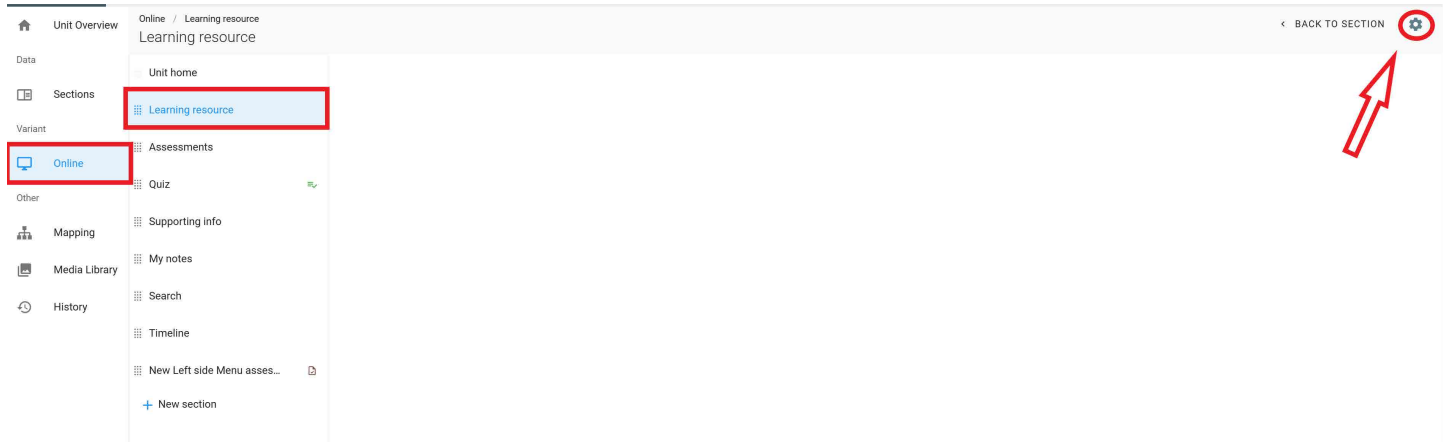 Unit Overview
Data
Sections
Variant
Online
Other
Mapping
Media Library
History
Online / Learning resource
Learning resource
< BACK TO SECTION
Unit home
Learning resource
Assessments
Quiz
Supporting info
My notes
Search
Timeline
New Left side Menu asses...
+ New section